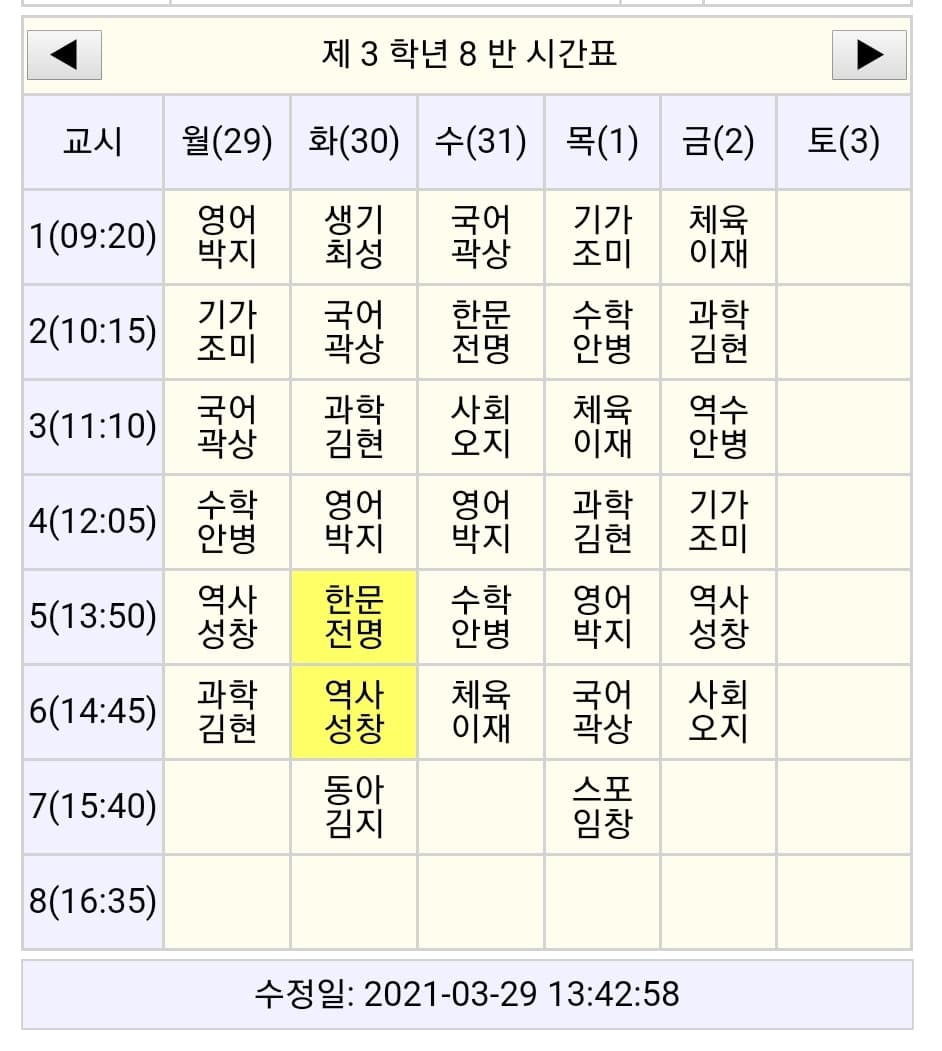 제 3 학년 8 반 시간표
교시 월(29) 화(30) 수(31) 목(1) 금(2) 토(3)
1(09:20) 영어 생기 국어 기가 체육
박지 최성 곽상 조미 이재
2(10:15) 기가 국어 한문 수학 과학
조미 곽상 전명 안병 김현
3(11:10) 국어 과학 사회 체육 역수
곽상 김현 오지 이재 안병
4(12:05) 수학 영어 영어 과학 기가
안병 박지 박지 김현 조미
5(13:50) 역사 한문 수학 영어 역사
성창 전명 안병 박지 성창
6(14:45) 과학 역사 체육 국어 사회
김현 성창 이재 곽상 오지
7(15:40) 동아 스포
김지 임창
8(16:35)
수정일: 2021-03-29 13:42:58